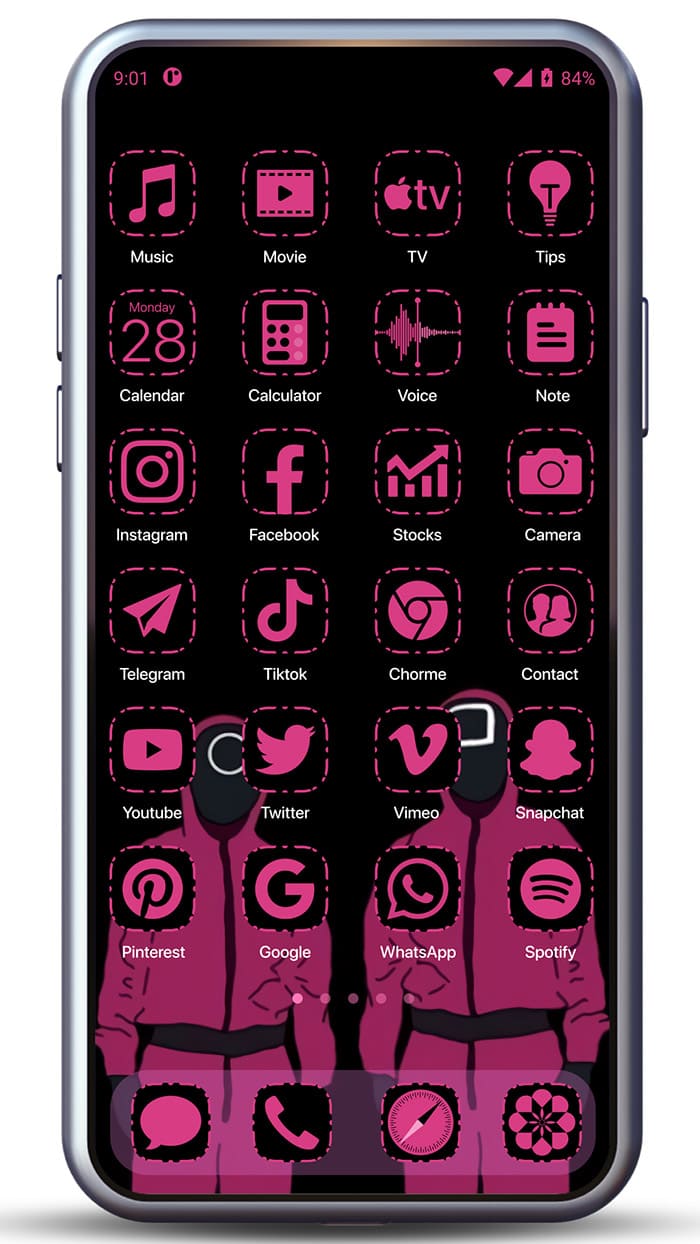 9:01 84%
tv T
Music Movie TV Tips
Monday
28
Calendar Calculator Voice Note
Instagram Facebook Stocks Camera
Telegram Tiktok Chorme Contact
Youtube Twitter Vimeo Snapchat
G
Pinterest Google WhatsApp Spotify